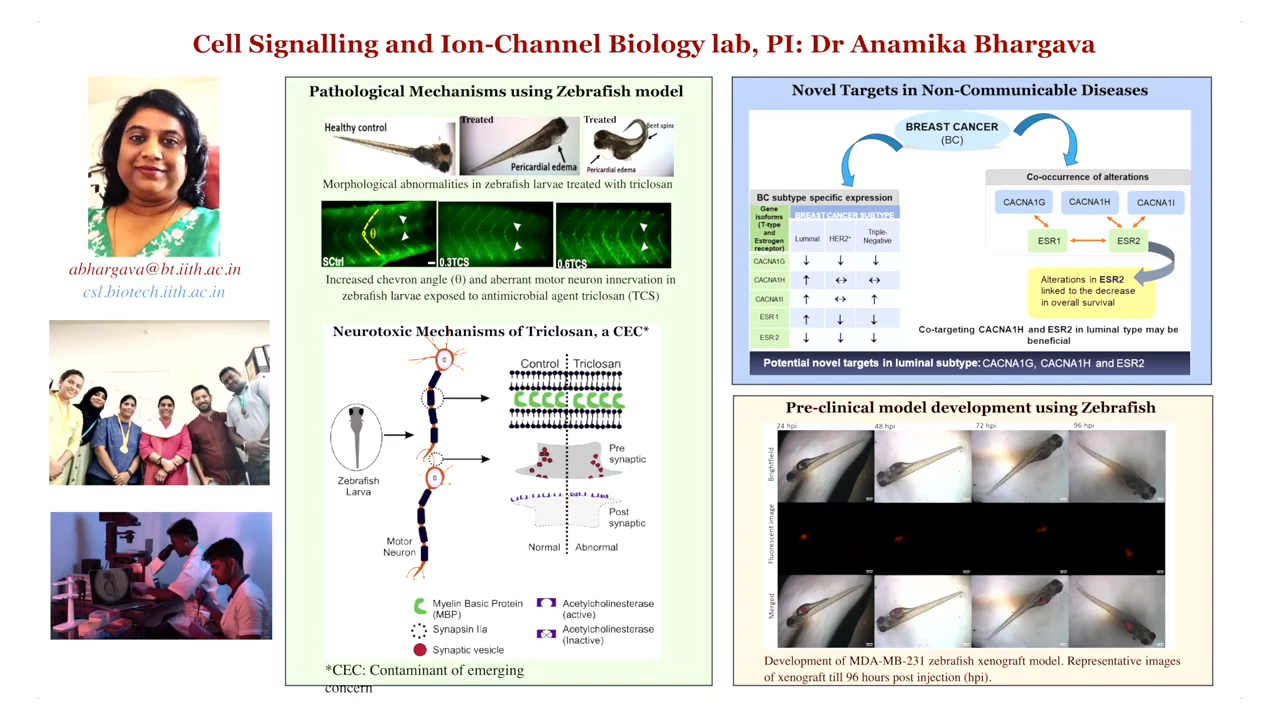 Cell Signalling and Ion-Channel Biology lab, PI: Dr Anamika Bhargava
abhargava@bt.iith.ac.in
csl.biotech.iith.ac.in
Pathological Mechanisms using Zebrafish model
Healthy control
Treated
Pericardial edema
Treated
Bent spine
Pericardial edema
Morphological abnormalities in zebrafish larvae treated with triclosan
θ
SCtrl
0.3TCS
0.6TCS
Increased chevron angle (θ) and aberrant motor neuron innervation in
zebrafish larvae exposed to antimicrobial agent triclosan (TCS)
Neurotoxic Mechanisms of Triclosan, a CEC*
Control
Triclosan
Zebrafish
Larva
Pre
synaptic
Post
synaptic
Motor
Neuron
Normal
Abnormal
Myelin Basic Protein
(MBP)
Synapsin IIa
Synaptic vesicle
Acetylcholinesterase
(active)
Acetylcholinesterase
(Inactive)
*CEC: Contaminant of emerging
concern
Novel Targets in Non-Communicable Diseases
BREAST CANCER
(BC)
BC subtype specific expression
Gene
isoforms
(T-type
and
Estrogen
receptor)
BREAST CANCER SUBTYPE
Luminal HER2⁺ Triple-
Negative
CACNA1G ↓ ↓ ↓
CACNA1H ↑ ↔ ↔
CACNA1I ↑ ↔ ↑
ESR 1 ↑ ↓ ↓
ESR 2 ↓ ↓ ↓
Co-occurrence of alterations
CACNA1G CACNA1H CACNA1I
ESR1 ESR2
Alterations in ESR2
linked to the decrease
in overall survival
Co-targeting CACNA1H and ESR2 in luminal type may be
beneficial
Potential novel targets in luminal subtype: CACNA1G, CACNA1H and ESR2
Pre-clinical model development using Zebrafish
24 hpi 48 hpi 72 hpi 96 hpi
Brightfield
Fluorescent image
Merged
Development of MDA-MB-231 zebrafish xenograft model. Representative images
of xenograft till 96 hours post injection (hpi).